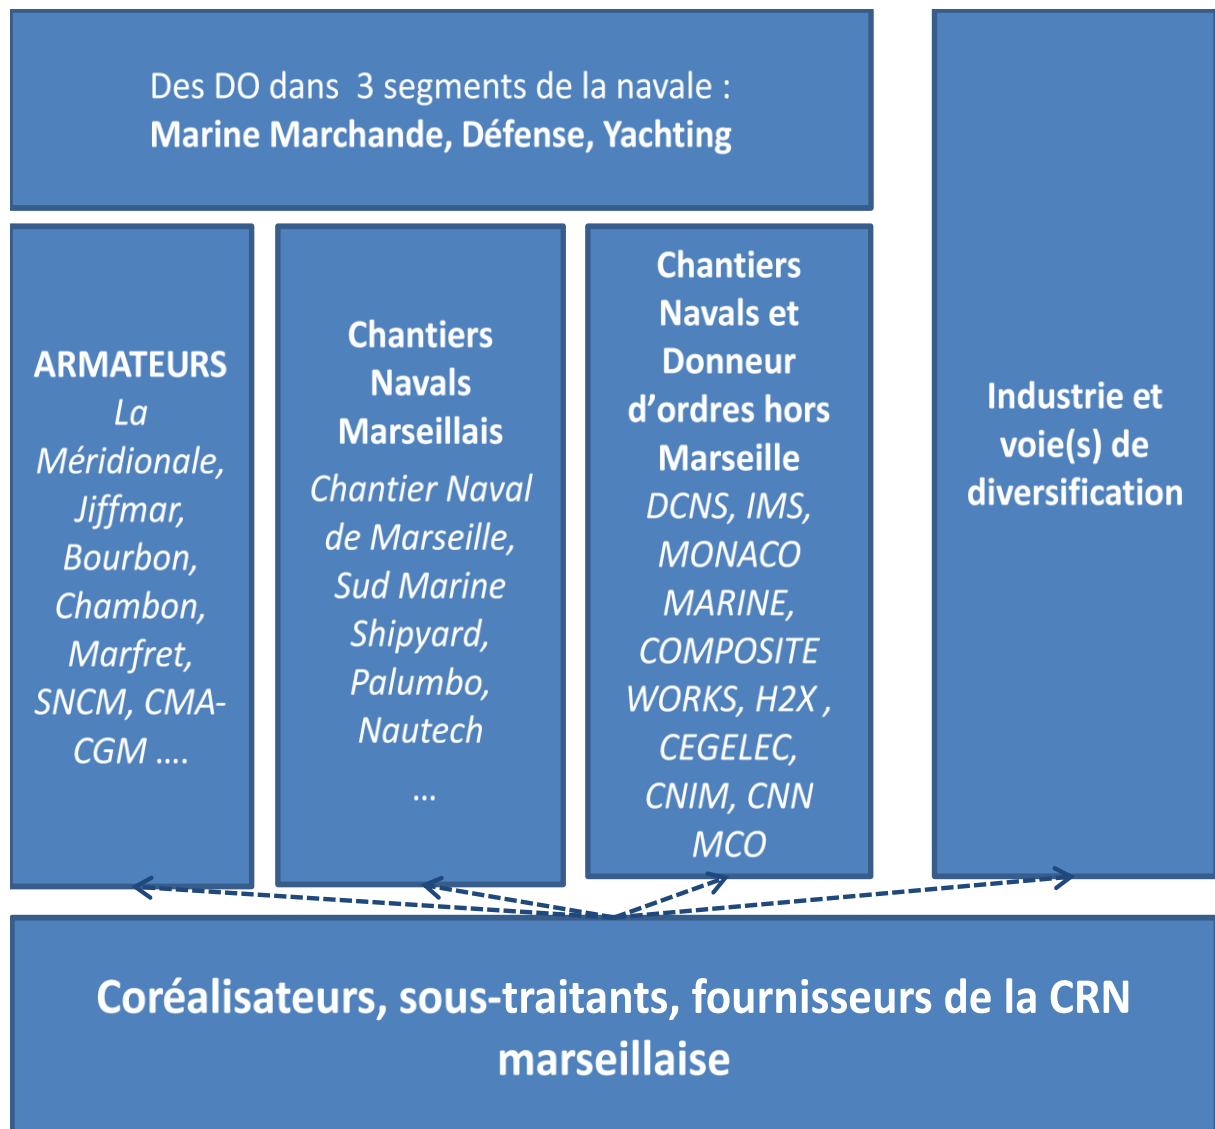 Des DO dans 3 segments de la navale :
Marine Marchande, Défense, Yachting
ARMATEURS
La
Méridionale,
Jiffmar,
Bourbon,
Chambon,
Marfret,
SNCM, CMA-
CGM ....
Chantiers
Navals
Marseillais
Chantier Naval
de Marseille,
Sud Marine
Shipyard,
Palumbo,
Nautech
...
Chantiers
Navals et
Donneur
d’ordres hors
Marseille
DCNS, IMS,
MONACO
MARINE,
COMPOSITE
WORKS, H2X ,
CEGELEC,
CNIM, CNN
MCO
Industrie et
voie(s) de
diversification
Coréalisateurs, sous-traitants, fournisseurs de la CRN
marseillaise